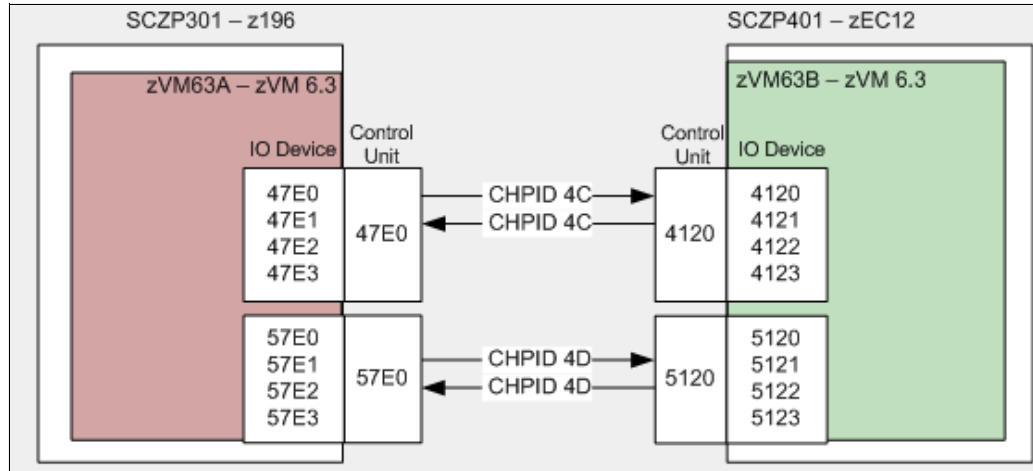 SCZP301 – z196
SCZP401 – zEC12
zVM63A – zVM 6.3
zVM63B – zVM 6.3
IO Device
Control
Unit
Control
Unit
IO Device
47E0
47E1
47E2
47E3
47E0
CHPID 4C
CHPID 4C
4120
4120
4121
4122
4123
57E0
57E1
57E2
57E3
57E0
CHPID 4D
CHPID 4D
5120
5120
5121
5122
5123